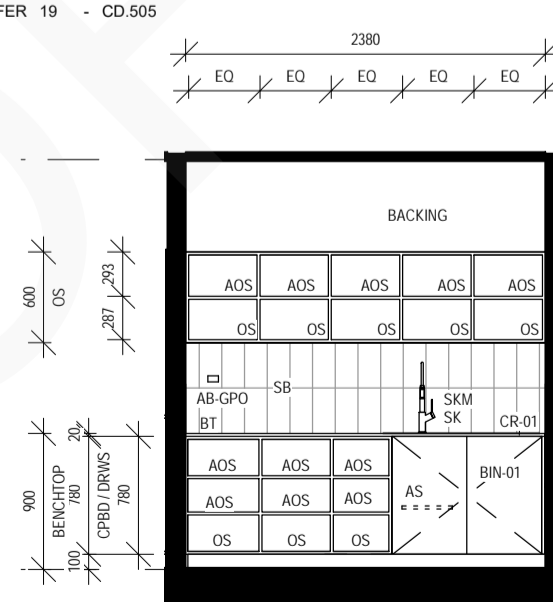 FER 19 - CD.505
2380
EQ EQ EQ EQ EQ
BACKING
600
OS
293
287
AOS AOS AOS AOS AOS
OS OS OS OS OS
AB-GPO
SB
SKM
BT
SK
CR-01
900
BENCHTOP
20
780
100
CPBD / DRWS
780
AOS AOS AOS
AOS AOS AOS
OS OS OS
AS
BIN-01